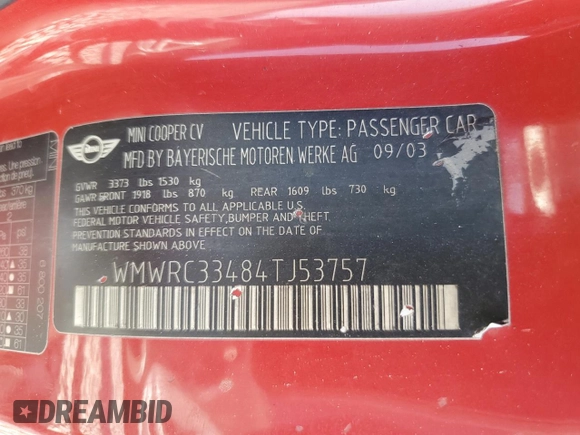 MINI COOPER CV VEHICLE TYPE: PASSENGER CAR
MFD BY BAYERISCHE MOTOREN WERKE AG 09/03
GVWR 3373 lbs 1530 kg
GAWR FRONT 1918 lbs 870 kg REAR 1609 lbs 730 kg
THIS VEHICLE CONFORMS TO ALL APPLICABLE U.S.
FEDERAL MOTOR VEHICLE SAFETY,BUMPER AND THEFT
PREVENTION STANDARDS IN EFFECT ON THE DATE OF
MANUFACTURE SHOWN ABOVE
WMWRC33484TJ53757
DREAMBID